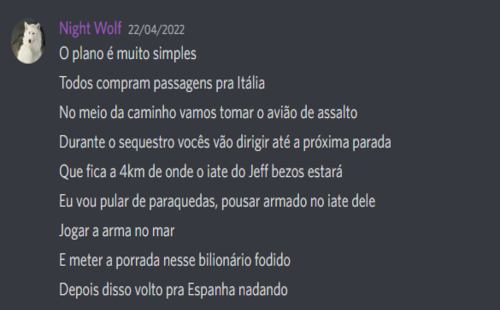 Night Wolf 22/04/2022
O plano é muito simples
Todos compram passagens pra Itália
No meio da caminho vamos tomar o avião de assalto
Durante o sequestro vocês vão dirigir até a próxima parada
Que fica a 4km de onde o iate do Jeff bezos estará
Eu vou pular de paraquedas, pousar armado no iate dele
Jogar a arma no mar
E meter a porrada nesse bilionário fodido
Depois disso volto pra Espanha nadando